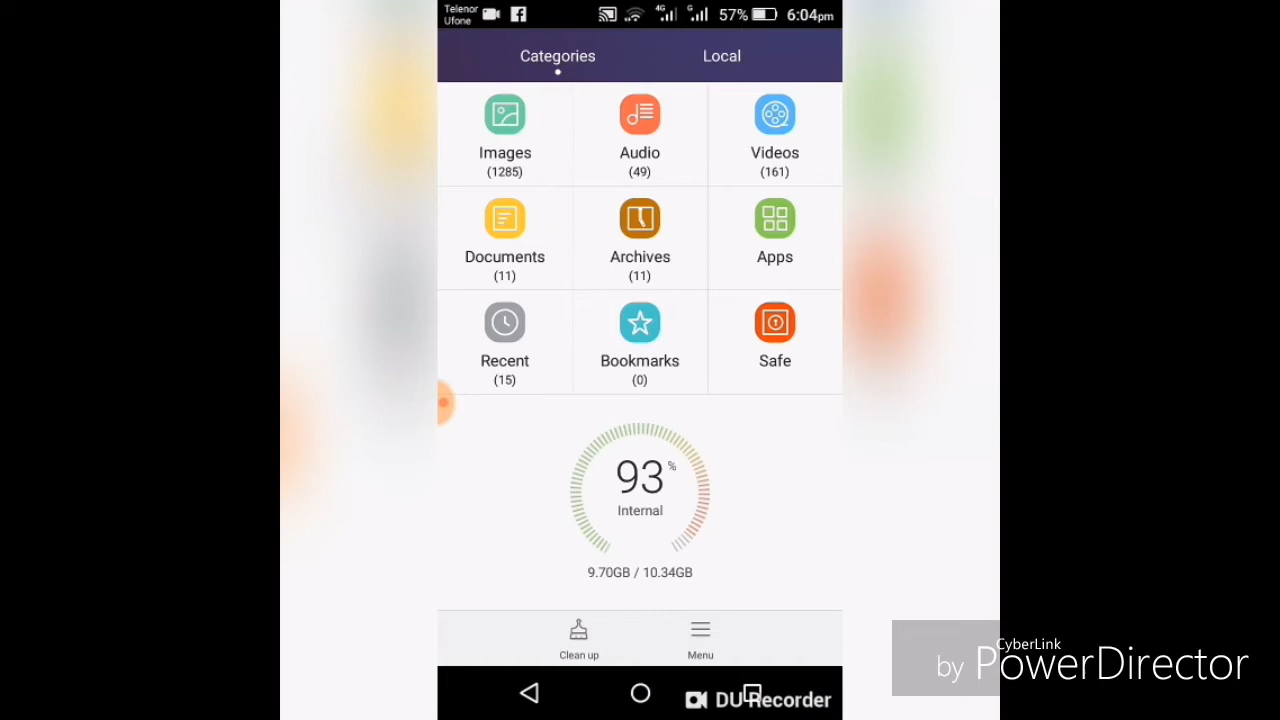 Telenor
Ufone
4G
G
57%
6:04pm
Categories
Local
Images
(1285)
Audio
(49)
Videos
(161)
Documents
(11)
Archives
(11)
Apps
Recent
(15)
Bookmarks
(0)
Safe
93%
Internal
9.70GB / 10.34GB
Clean up
Menu
DU Recorder
CyberLink
by PowerDirector